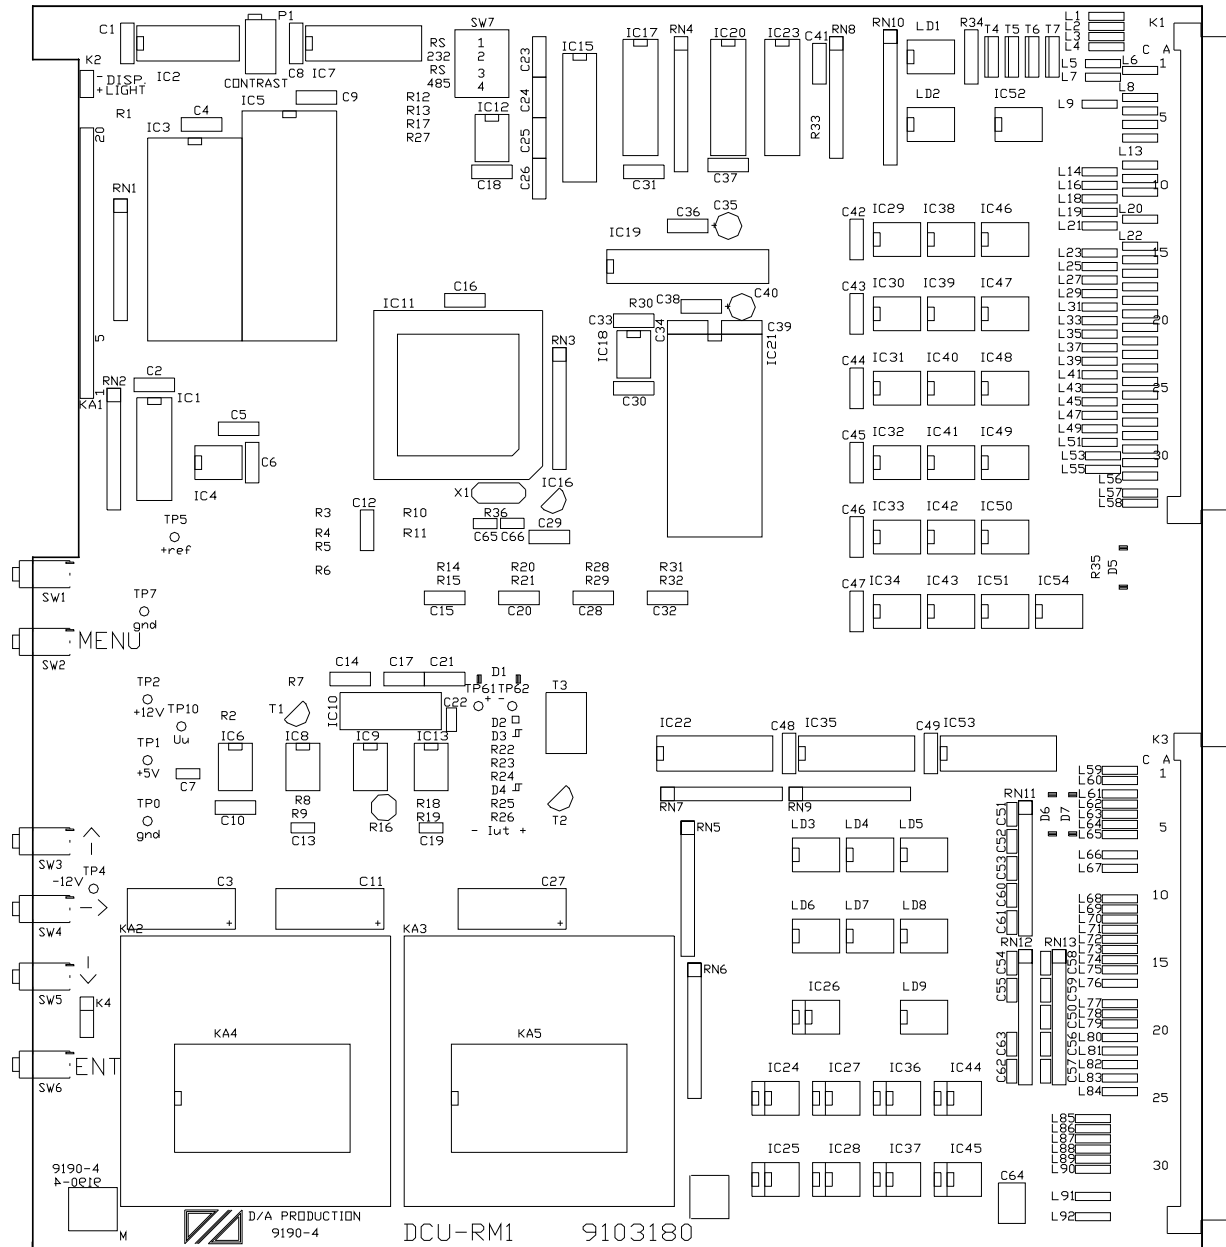 C1
P1
K2
- DISP.
+ LIGHT
IC2
C8 IC7
CONTRAST
RS
232
RS
485
SW7
1
2
3
4
C23
C24
C25
C26
IC15
IC17
RN4
IC20
IC23
C41
RN8
RN10
LD1
R34
T4 T5 T6 T7
L1
L2
L3
L4
K1
C A
L5
L6
1
L7
L8
L9
5
R1
C4
IC5
C9
IC3
R12
R13
R17
R27
IC12
C18
C31
C37
R33
LD2
IC52
20
RN1
L13
L14
L16
10
L18
L19
L20
L21
L22
L23
15
L25
L27
L29
L31
L33
20
L35
L37
L39
L41
L43
25
L45
L47
L49
L51
L53
30
L55
L56
L57
L58
C36
C35
+
IC19
C42
IC29
IC38
IC46
C16
IC11
C33
R30
C38
C40
+
C34
C39
IC18
IC21
C30
C43
IC30
IC39
IC47
5
RN2
1
KA1
C2
IC1
C5
C6
IC4
RN3
C44
IC31
IC40
IC48
C45
IC32
IC41
IC49
X1
IC16
TP5
+ref
R3
C12
R10
R36
C65 C66
C29
R4
R5
R11
R6
C46
IC33
IC42
IC50
R35
D5
SW1
TP7
gnd
R14
R15
C15
R20
R21
C20
R28
R29
C28
R31
R32
C32
C47
IC34
IC43
IC51
IC54
MENU
SW2
TP2
+12V
TP10
Uu
R7
T1
C14
C17
C21
IC10
C22
D1
TP61 TP62
+ -
T3
D2
D3
R22
R23
R24
D4
R25
R26
- Iut +
T2
R2
IC6
IC8
IC9
IC13
TP1
+5V
C7
TP0
gnd
C10
R8
R9
C13
R16
R18
R19
C19
IC22
C48
IC35
C49
IC53
K3
C A
RN7
RN9
L59
1
L60
L61
L62
L63
L64
5
L65
L66
L67
L68
10
L69
L70
L71
L72
L73
L74
15
L75
L76
L77
L78
L79
20
L80
L81
L82
L83
L84
25
L85
L86
L87
L88
L89
L90
30
L91
L92
RN11
C51
C52
C53
C60
C61
D6
D7
RN12
RN13
C54
C55
C58
C59
C50
C63
C56
C62
C57
RN5
LD3
LD4
LD5
LD6
LD7
LD8
SW3
TP4
-12V
SW4
C3
+
C11
+
C27
+
KA2
KA3
SW5
K4
RN6
IC26
LD9
KA4
KA5
ENT
SW6
IC24
IC27
IC36
IC44
IC25
IC28
IC37
IC45
C64
9190-4
9190-4
M
D/A PRODUCTION
9190-4
DCU-RM1
9103180